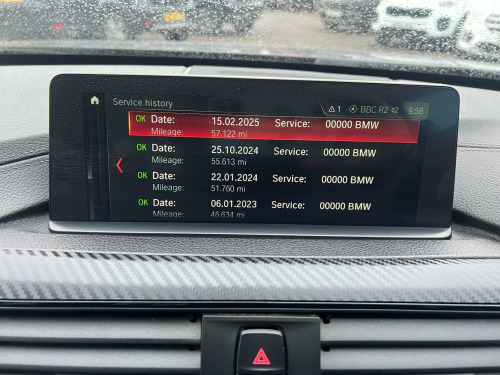 Service history 1 BBC R2 9:58
OK Date: 15.02.2025 Service: 00000 BMW
Mileage: 57.122 mi
OK Date: 25.10.2024 Service: 00000 BMW
Mileage: 55.613 mi
OK Date: 22.01.2024 Service: 00000 BMW
Mileage: 51.760 mi
OK Date: 06.01.2023 Service: 00000 BMW
Mileage: 46.634 mi